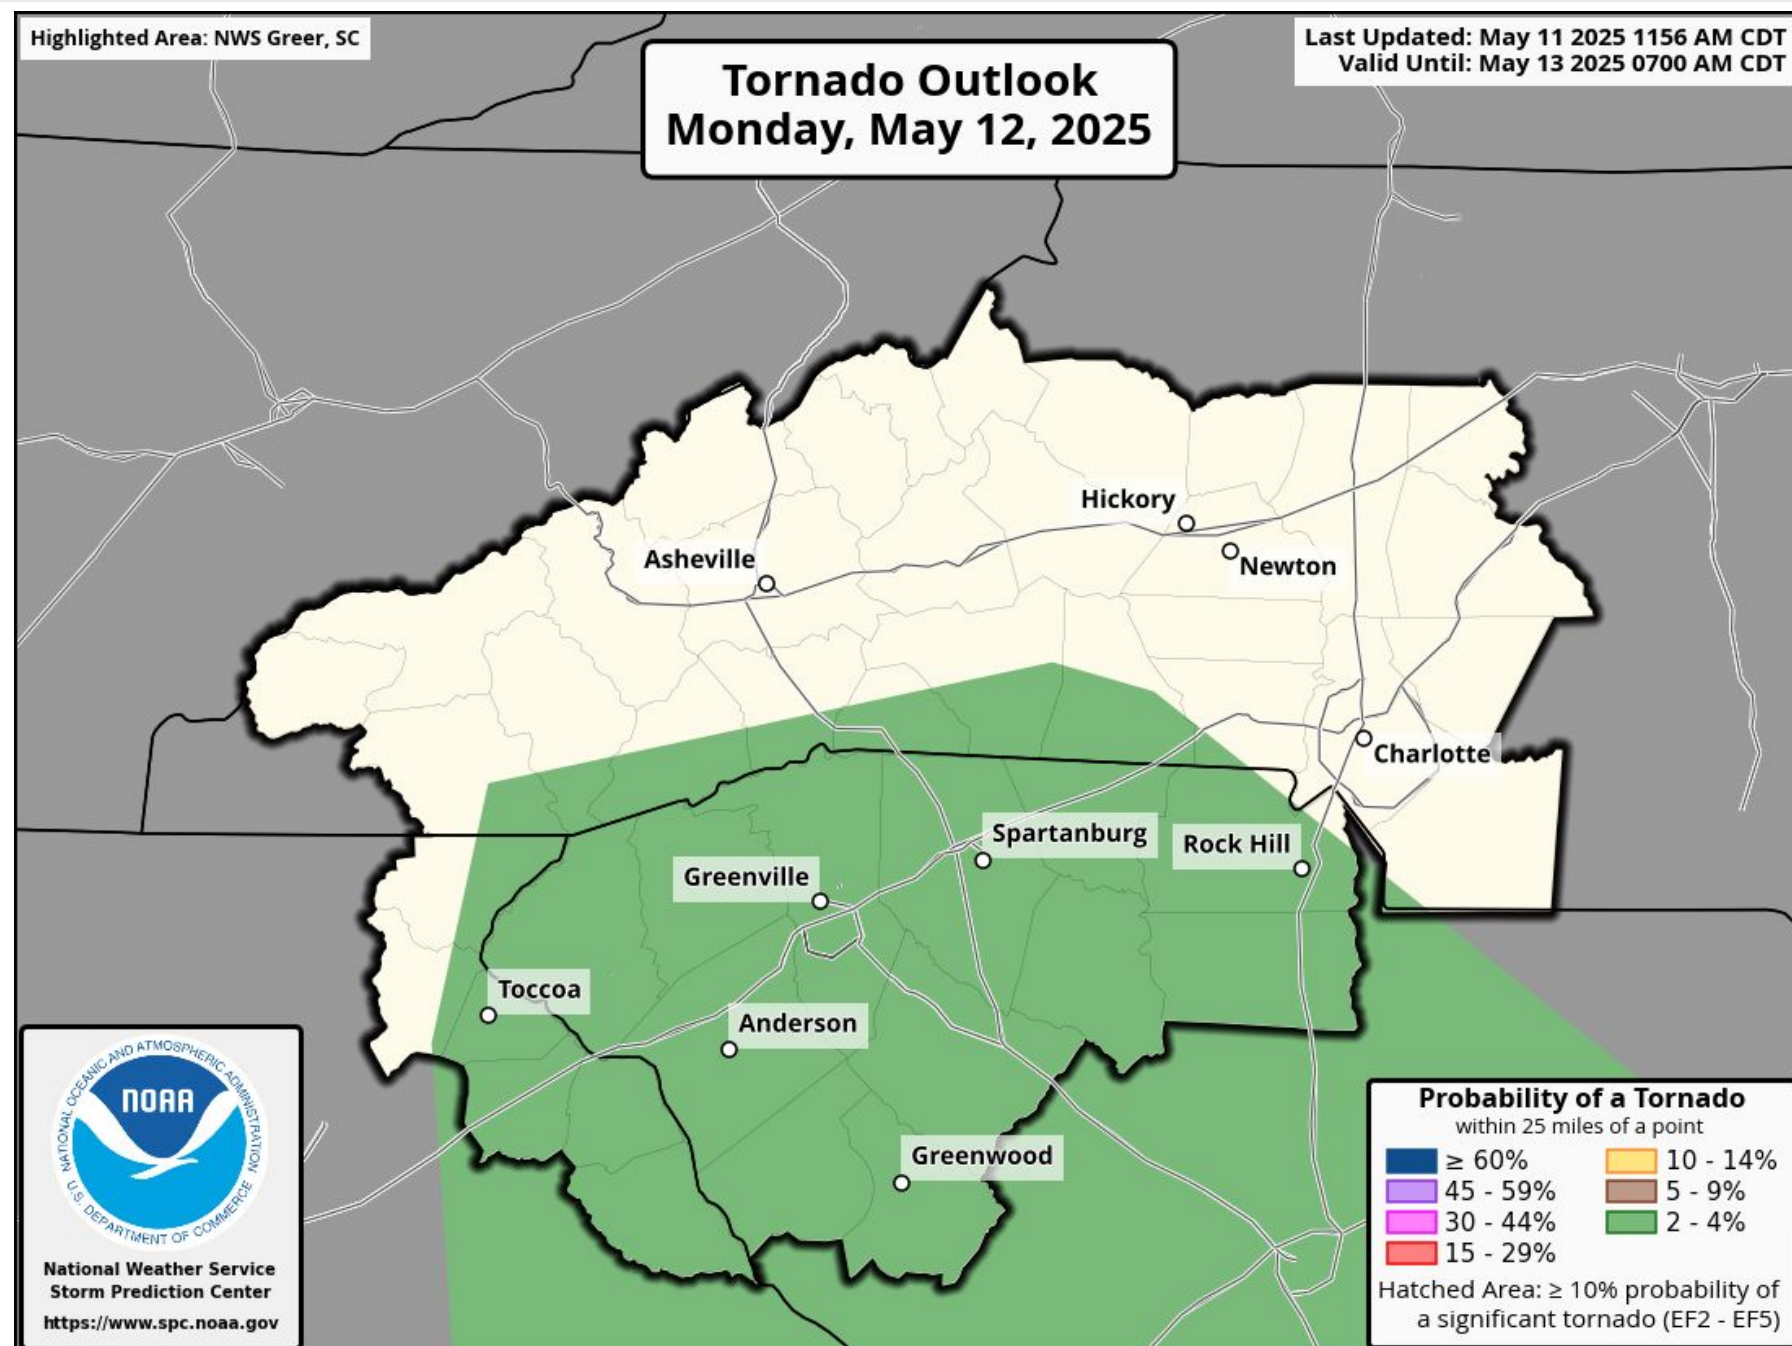 Highlighted Area: NWS Greer, SC
Last Updated: May 11 2025 1156 AM CDT
Valid Until: May 13 2025 0700 AM CDT
Tornado Outlook
Monday, May 12, 2025
Hickory
Asheville
Newton
Charlotte
Spartanburg
Rock Hill
Greenville
Toccoa
Anderson
Greenwood
NATIONAL OCEANIC AND ATMOSPHERIC ADMINISTRATION
NOAA
U.S. DEPARTMENT OF COMMERCE
National Weather Service
Storm Prediction Center
https://www.spc.noaa.gov
Probability of a Tornado
within 25 miles of a point
≥ 60% 10 - 14%
45 - 59% 5 - 9%
30 - 44% 2 - 4%
15 - 29%
Hatched Area: ≥ 10% probability of
a significant tornado (EF2 - EF5)